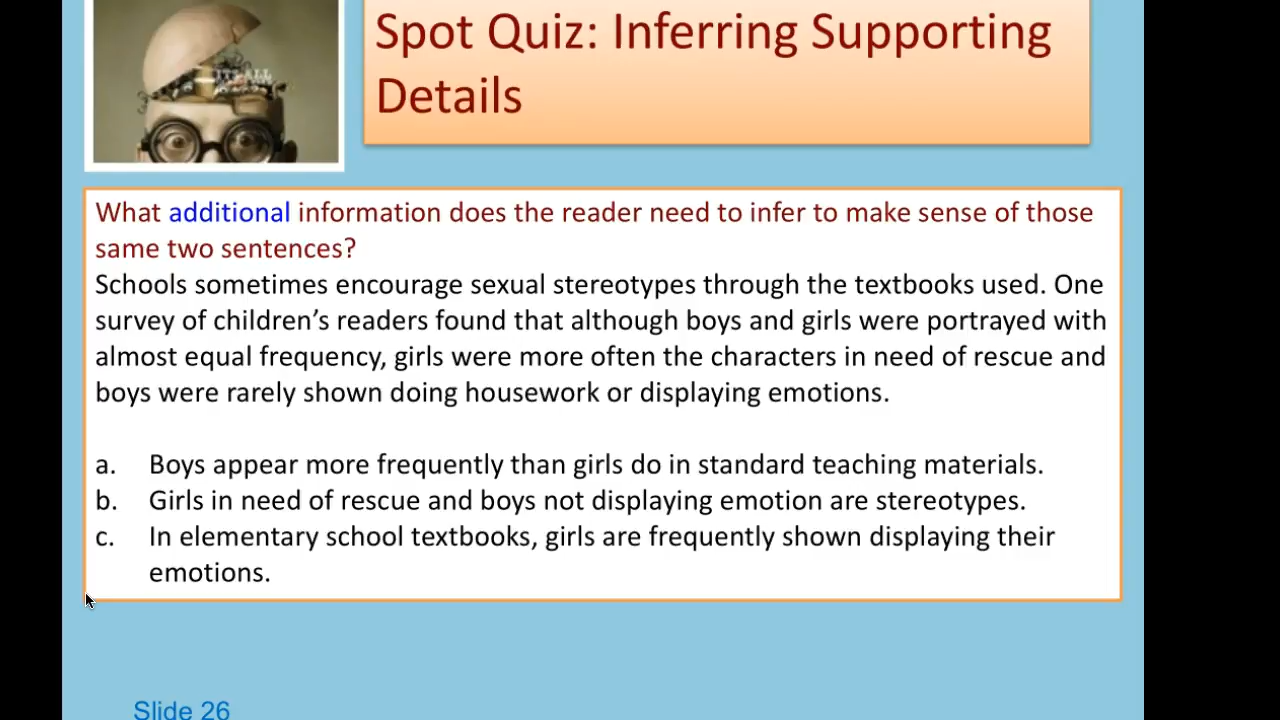 Spot Quiz: Inferring Supporting
Details
What additional information does the reader need to infer to make sense of those
same two sentences?
Schools sometimes encourage sexual stereotypes through the textbooks used. One
survey of children’s readers found that although boys and girls were portrayed with
almost equal frequency, girls were more often the characters in need of rescue and
boys were rarely shown doing housework or displaying emotions.
a. Boys appear more frequently than girls do in standard teaching materials.
b. Girls in need of rescue and boys not displaying emotion are stereotypes.
c. In elementary school textbooks, girls are frequently shown displaying their
emotions.
Slide 26